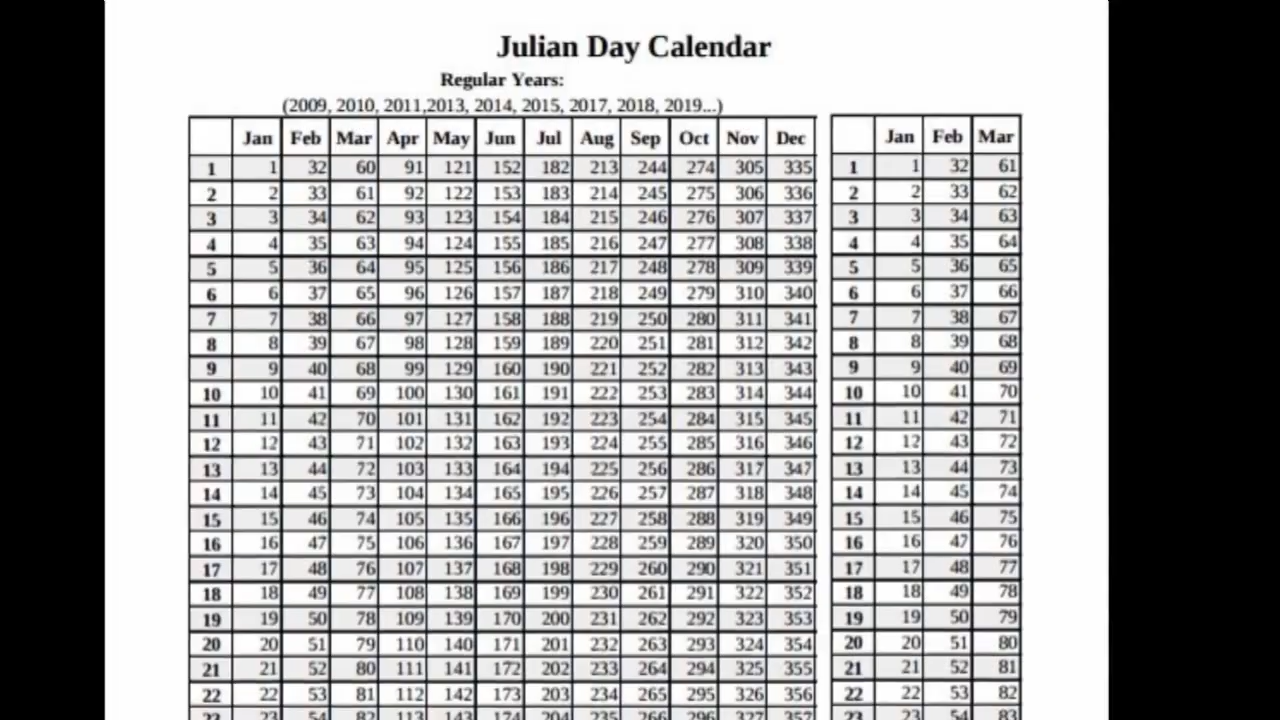 Julian Day Calendar
Regular Years:
(2009, 2010, 2011,2013, 2014, 2015, 2017, 2018, 2019...)
Jan Feb Mar Apr May Jun Jul Aug Sep Oct Nov Dec Jan Feb Mar
1 1 32 60 91 121 152 182 213 244 274 305 335 1 1 32 61
2 2 33 61 92 122 153 183 214 245 275 306 336 2 2 33 62
3 3 34 62 93 123 154 184 215 246 276 307 337 3 3 34 63
4 4 35 63 94 124 155 185 216 247 277 308 338 4 4 35 64
5 5 36 64 95 125 156 186 217 248 278 309 339 5 5 36 65
6 6 37 65 96 126 157 187 218 249 279 310 340 6 6 37 66
7 7 38 66 97 127 158 188 219 250 280 311 341 7 7 38 67
8 8 39 67 98 128 159 189 220 251 281 312 342 8 8 39 68
9 9 40 68 99 129 160 190 221 252 282 313 343 9 9 40 69
10 10 41 69 100 130 161 191 222 253 283 314 344 10 10 41 70
11 11 42 70 101 131 162 192 223 254 284 315 345 11 11 42 71
12 12 43 71 102 132 163 193 224 255 285 316 346 12 12 43 72
13 13 44 72 103 133 164 194 225 256 286 317 347 13 13 44 73
14 14 45 73 104 134 165 195 226 257 287 318 348 14 14 45 74
15 15 46 74 105 135 166 196 227 258 288 319 349 15 15 46 75
16 16 47 75 106 136 167 197 228 259 289 320 350 16 16 47 76
17 17 48 76 107 137 168 198 229 260 290 321 351 17 17 48 77
18 18 49 77 108 138 169 199 230 261 291 322 352 18 18 49 78
19 19 50 78 109 139 170 200 231 262 292 323 353 19 19 50 79
20 20 51 79 110 140 171 201 232 263 293 324 354 20 20 51 80
21 21 52 80 111 141 172 202 233 264 294 325 355 21 21 52 81
22 22 53 81 112 142 173 203 234 265 295 326 356 22 22 53 82
23 23 54 82 113 143 174 204 235 266 296 327 357 23 23 54 83